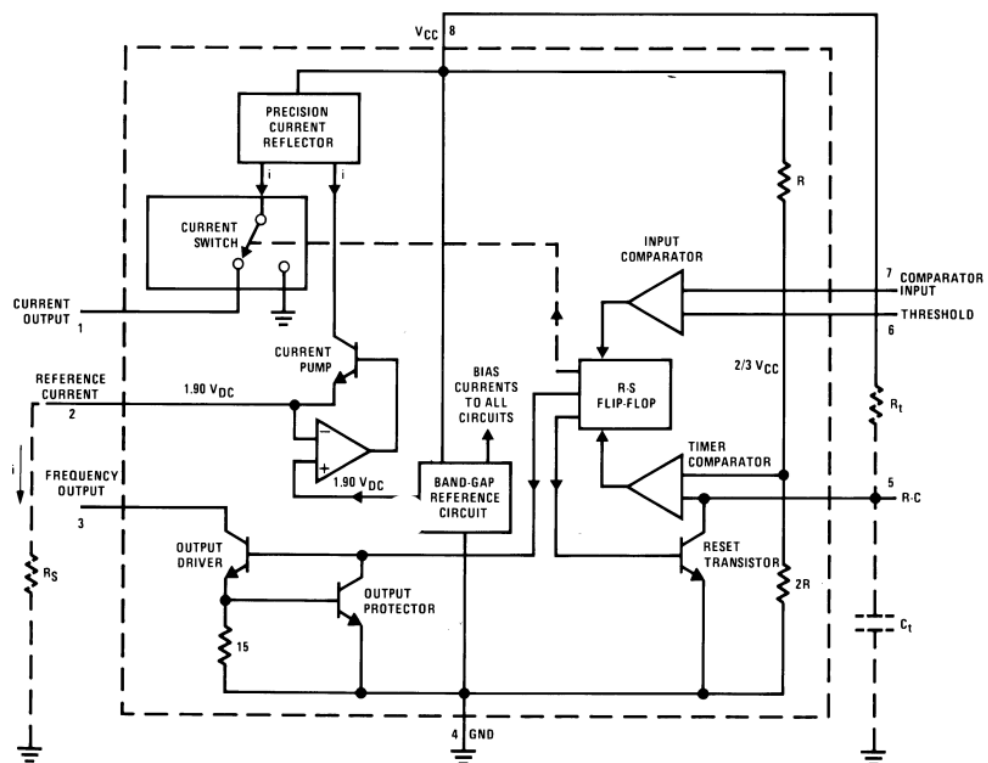 VCC 8
PRECISION
CURRENT
REFLECTOR
i i
R
CURRENT
SWITCH
INPUT
COMPARATOR
7 COMPARATOR
INPUT
CURRENT
OUTPUT
1
THRESHOLD
6
CURRENT
PUMP
BIAS
CURRENTS
TO ALL
CIRCUITS
R-S
FLIP-FLOP
2/3 VCC
REFERENCE
CURRENT
2
1.90 VDC
Rt
i
TIMER
COMPARATOR
FREQUENCY
OUTPUT
3
1.90 VDC
BAND-GAP
REFERENCE
CIRCUIT
5
R-C
OUTPUT
DRIVER
RESET
TRANSISTOR
RS
OUTPUT
PROTECTOR
2R
Ct
15
4 GND